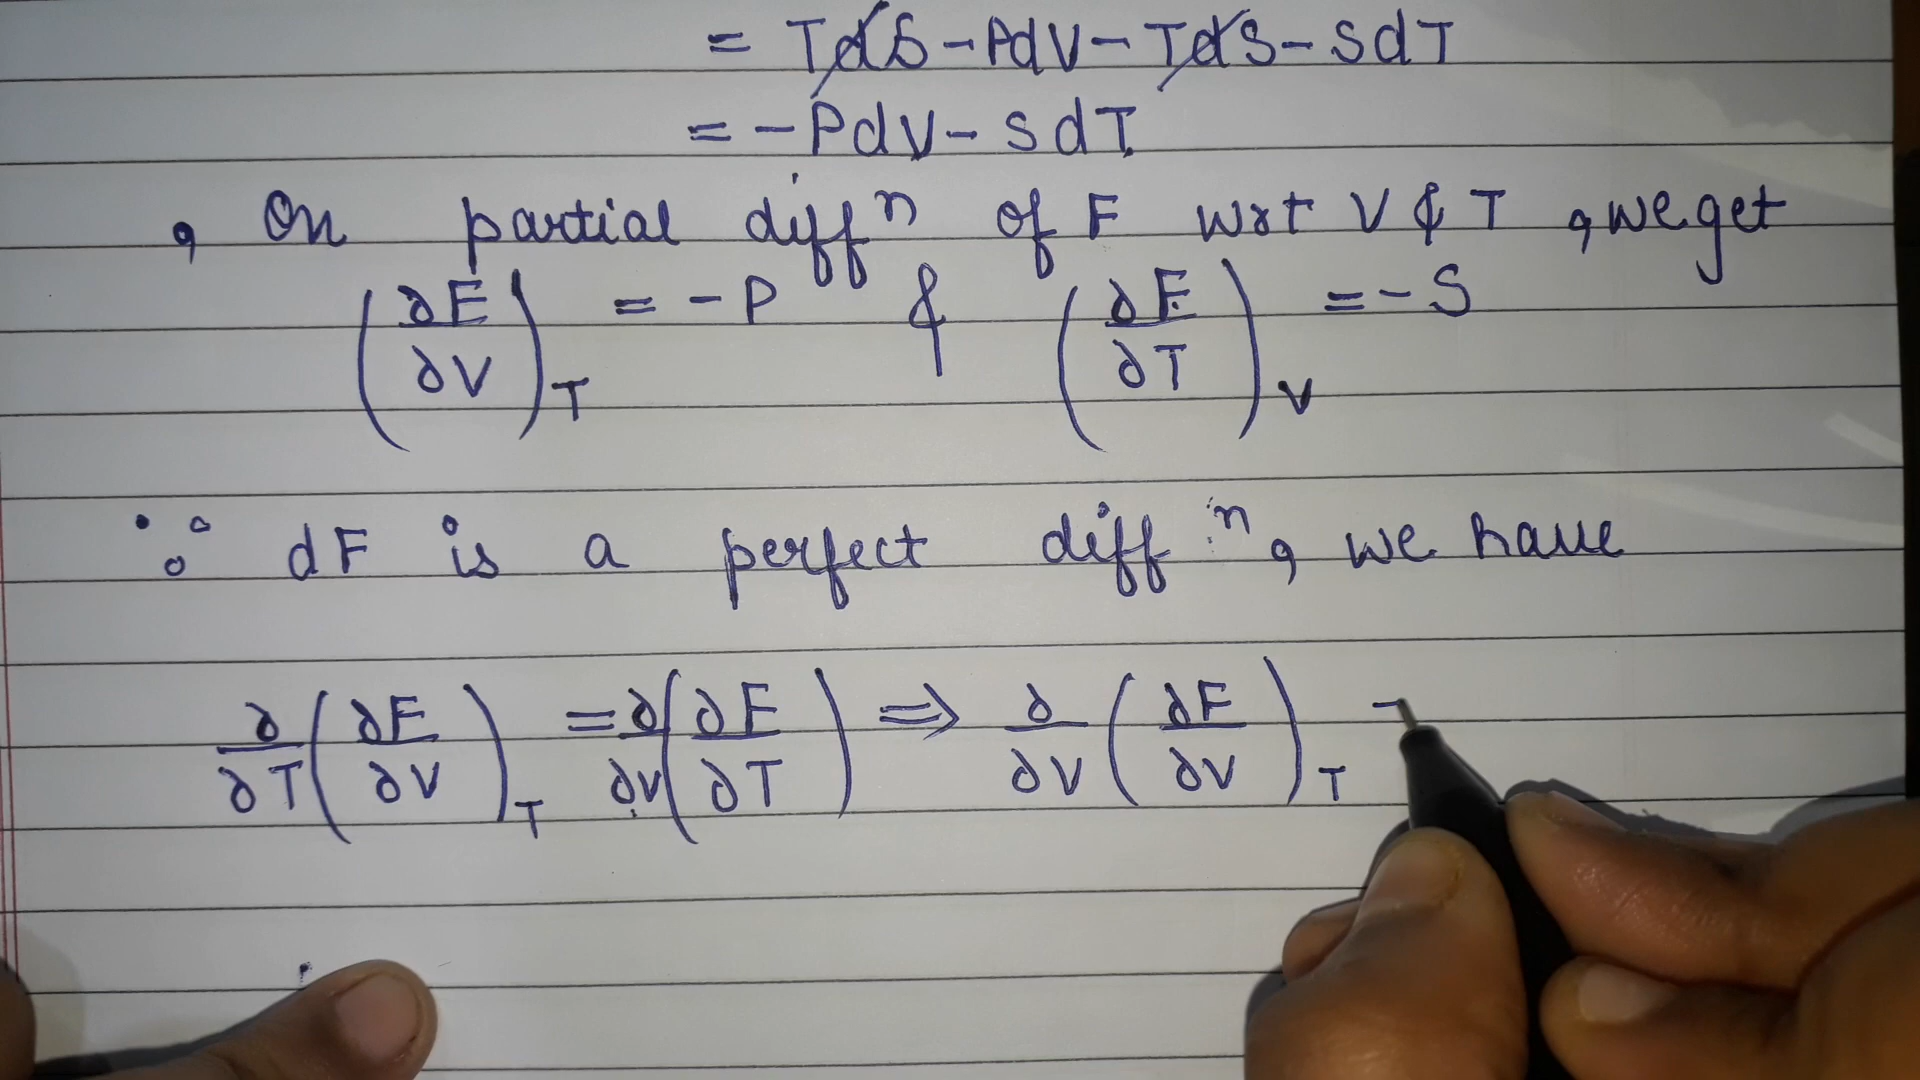 = TdS - PdV - TdS - SdT
= - PdV - SdT
, On partial diffⁿ of F wrt V & T , we get
(∂F/∂V)_T = - P & (∂F/∂T)_V = - S
∵ dF is a perfect diffⁿ, we have
∂/∂T (∂F/∂V)_T = ∂/∂V (∂F/∂T) ⇒ ∂/∂V (∂F/∂V)_T -